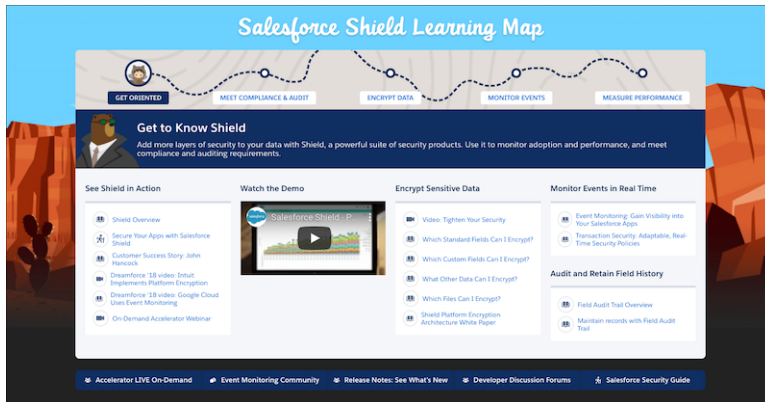 Salesforce Shield Learning Map
GET ORIENTED
MEET COMPLIANCE & AUDIT
ENCRYPT DATA
MONITOR EVENTS
MEASURE PERFORMANCE
Get to Know Shield
Add more layers of security to your data with Shield, a powerful suite of security products. Use it to monitor adoption and performance, and meet
compliance and auditing requirements.
See Shield in Action
Shield Overview
Secure Your Apps with Salesforce
Shield
Customer Success Story: John
Hancock
Dreamforce '18 video: Intuit
Implements Platform Encryption
Dreamforce '18 video: Google Cloud
Uses Event Monitoring
On-Demand Accelerator Webinar
Watch the Demo
salesforce
Salesforce Shield - P
Encrypt Sensitive Data
Video: Tighten Your Security
Which Standard Fields Can I Encrypt?
Which Custom Fields Can I Encrypt?
What Other Data Can I Encrypt?
Which Files Can I Encrypt?
Shield Platform Encryption
Architecture White Paper
Monitor Events in Real Time
Event Monitoring: Gain Visibility into
Your Salesforce Apps
Transaction Security: Adaptable, Real-
Time Security Policies
Audit and Retain Field History
Field Audit Trail Overview
Maintain records with Field Audit
Trail
Accelerator LIVE On-Demand
Event Monitoring Community
Release Notes: See What's New
Developer Discussion Forums
Salesforce Security Guide